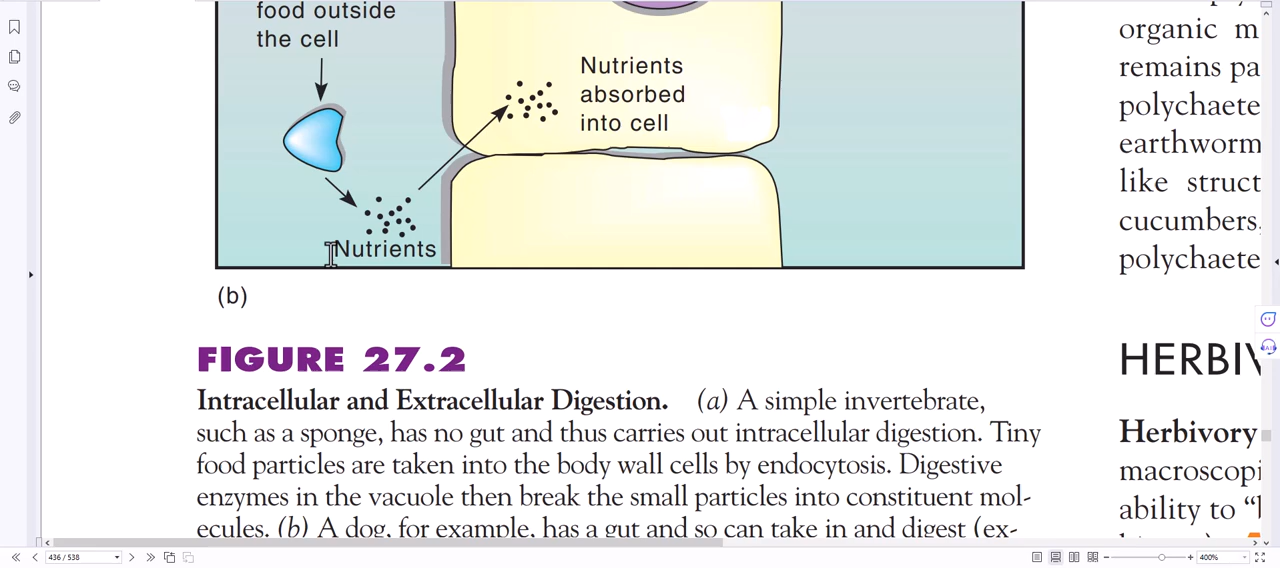 food outside
the cell
Nutrients
absorbed
into cell
Nutrients
(b)
FIGURE 27.2
Intracellular and Extracellular Digestion. (a) A simple invertebrate,
such as a sponge, has no gut and thus carries out intracellular digestion. Tiny
food particles are taken into the body wall cells by endocytosis. Digestive
enzymes in the vacuole then break the small particles into constituent mol-
ecules. (b) A dog, for example, has a gut and so can take in and digest (ex-
organic m
remains pa
polychaete
earthworm
like struct
cucumbers,
polychaete
HERBIV
Herbivory
macroscopi
ability to “
436 / 538
400%